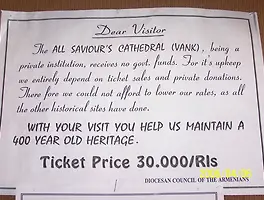 Dear Visitor
The ALL SAVIOUR'S CATHEDRAL (VANK), being a
private institution, receives no govt. funds. For it's upkeep
we entirely depend on ticket sales and private donations.
There fore we could not afford to lower our rates, as all
the other historical sites have done.
WITH YOUR VISIT YOU HELP US MAINTAIN A
400 YEAR OLD HERITAGE.
Ticket Price 30.000/Rls
DIOCESAN COUNCIL OF THE ARMENIANS